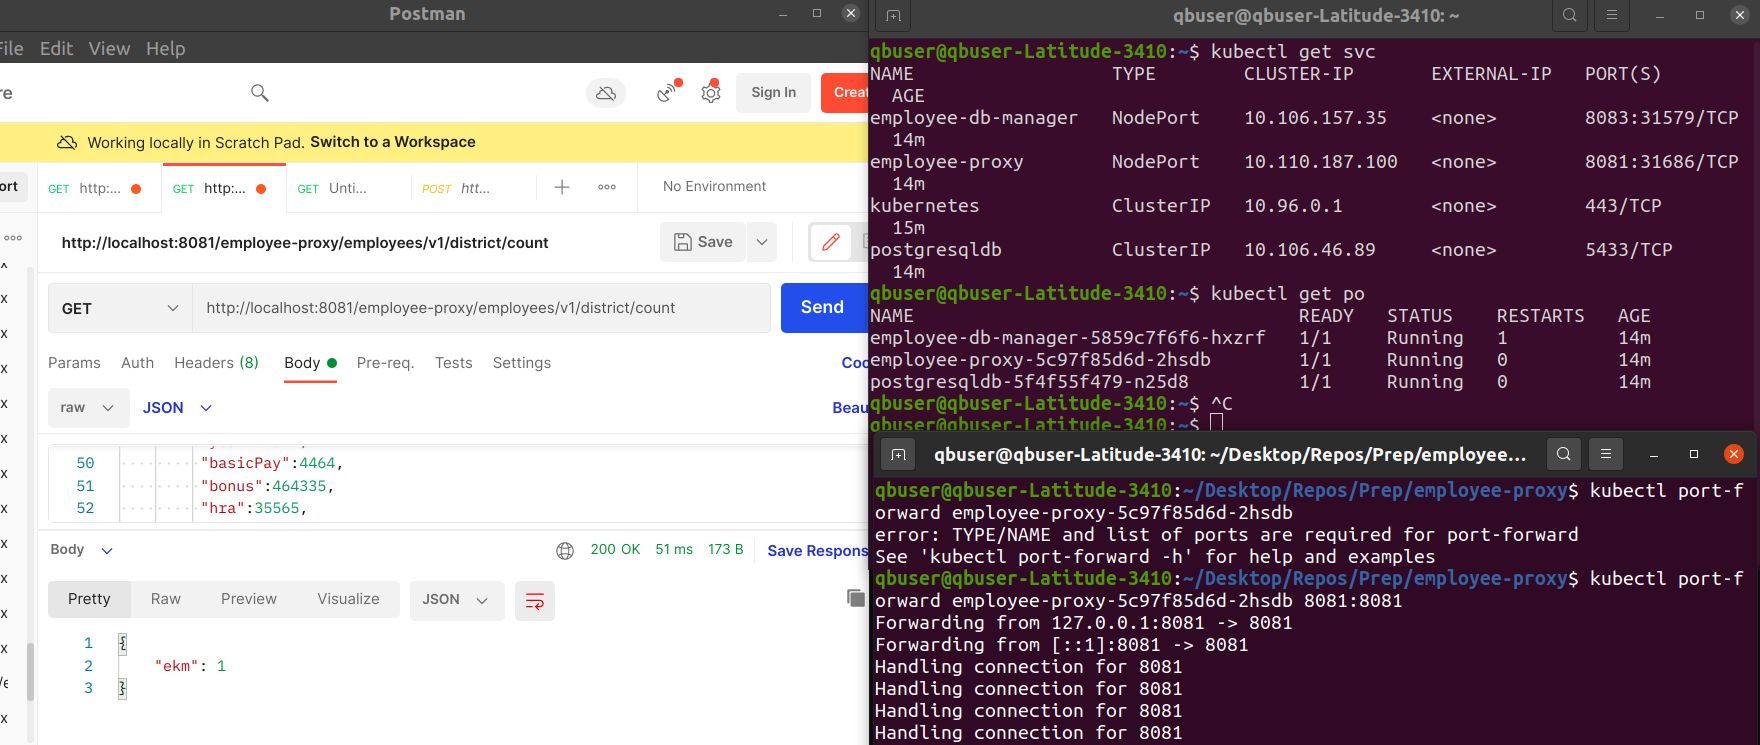 Postman
File Edit View Help
re
Sign In
Creat
Working locally in Scratch Pad. Switch to a Workspace
ort
GET http:...
GET http:...
GET Unti...
POST htt...
No Environment
http://localhost:8081/employee-proxy/employees/v1/district/count
Save
GET
http://localhost:8081/employee-proxy/employees/v1/district/count
Send
Params Auth Headers (8) Body Pre-req. Tests Settings
Coo
raw
JSON
Beau
50 "basicPay":4464,
51 "bonus":464335,
52 "hra":35565,
Body
200 OK 51 ms 173 B
Save Respons
Pretty Raw Preview Visualize
JSON
1 {
2 "ekm": 1
3 }
qbuser@qbuser-Latitude-3410: ~
qbuser@qbuser-Latitude-3410:~$ kubectl get svc
NAME TYPE CLUSTER-IP EXTERNAL-IP PORT(S)
AGE
employee-db-manager NodePort 10.106.157.35 <none> 8083:31579/TCP
14m
employee-proxy NodePort 10.110.187.100 <none> 8081:31686/TCP
14m
kubernetes ClusterIP 10.96.0.1 <none> 443/TCP
15m
postgresqldb ClusterIP 10.106.46.89 <none> 5433/TCP
14m
qbuser@qbuser-Latitude-3410:~$ kubectl get po
NAME READY STATUS RESTARTS AGE
employee-db-manager-5859c7f6f6-hxzrf 1/1 Running 1 14m
employee-proxy-5c97f85d6d-2hsdb 1/1 Running 0 14m
postgresqldb-5f4f55f479-n25d8 1/1 Running 0 14m
qbuser@qbuser-Latitude-3410:~$ ^C
qbuser@qbuser-Latitude-3410:~$
qbuser@qbuser-Latitude-3410: ~/Desktop/Repos/Prep/employee...
qbuser@qbuser-Latitude-3410:~/Desktop/Repos/Prep/employee-proxy$ kubectl port-f
orward employee-proxy-5c97f85d6d-2hsdb
error: TYPE/NAME and list of ports are required for port-forward
See 'kubectl port-forward -h' for help and examples
qbuser@qbuser-Latitude-3410:~/Desktop/Repos/Prep/employee-proxy$ kubectl port-f
orward employee-proxy-5c97f85d6d-2hsdb 8081:8081
Forwarding from 127.0.0.1:8081 -> 8081
Forwarding from [::1]:8081 -> 8081
Handling connection for 8081
Handling connection for 8081
Handling connection for 8081
Handling connection for 8081